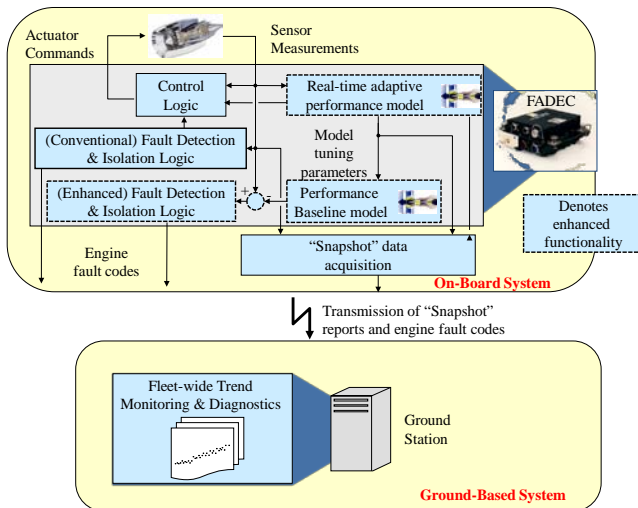 Actuator
Commands
Sensor
Measurements
Control
Logic
Real-time adaptive
performance model
FADEC
(Conventional) Fault Detection
& Isolation Logic
Model
tuning
parameters
(Enhanced) Fault Detection
& Isolation Logic
+
-
Performance
Baseline model
Denotes
enhanced
functionality
Engine
fault codes
“Snapshot” data
acquisition
On-Board System
Transmission of “Snapshot”
reports and engine fault codes
Fleet-wide Trend
Monitoring & Diagnostics
Ground
Station
Ground-Based System